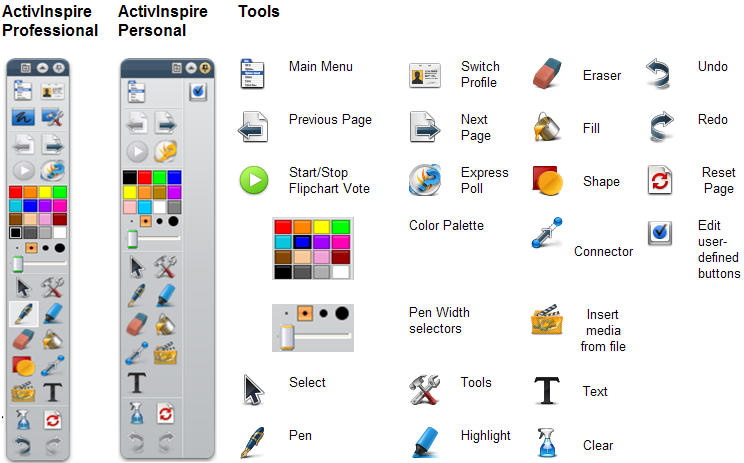 ActivInspire
Professional
ActivInspire
Personal
Tools
Main Menu
Switch
Profile
Eraser
Undo
Previous Page
Next
Page
Fill
Redo
Start/Stop
Flipchart Vote
Express
Poll
Shape
Reset
Page
Color Palette
Connector
Edit
user-
defined
buttons
Pen Width
selectors
Insert
media
from file
Select
Tools
Text
Pen
Highlight
Clear